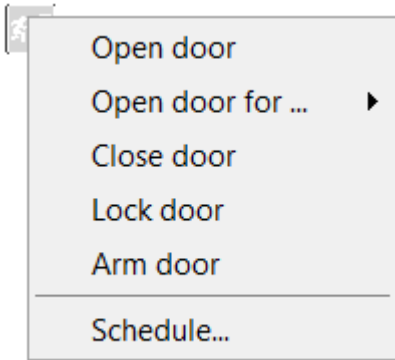 Open door
Open door for ...
Close door
Lock door
Arm door
Schedule...